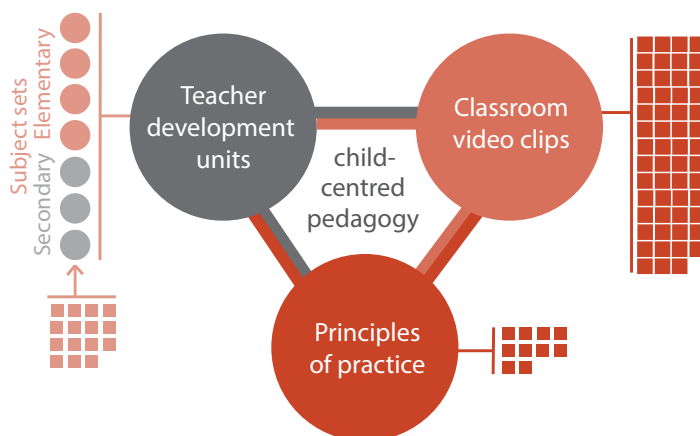 Subject sets
Elementary
Secondary
Teacher
development
units
Classroom
video clips
child-
centred
pedagogy
Principles
of practice